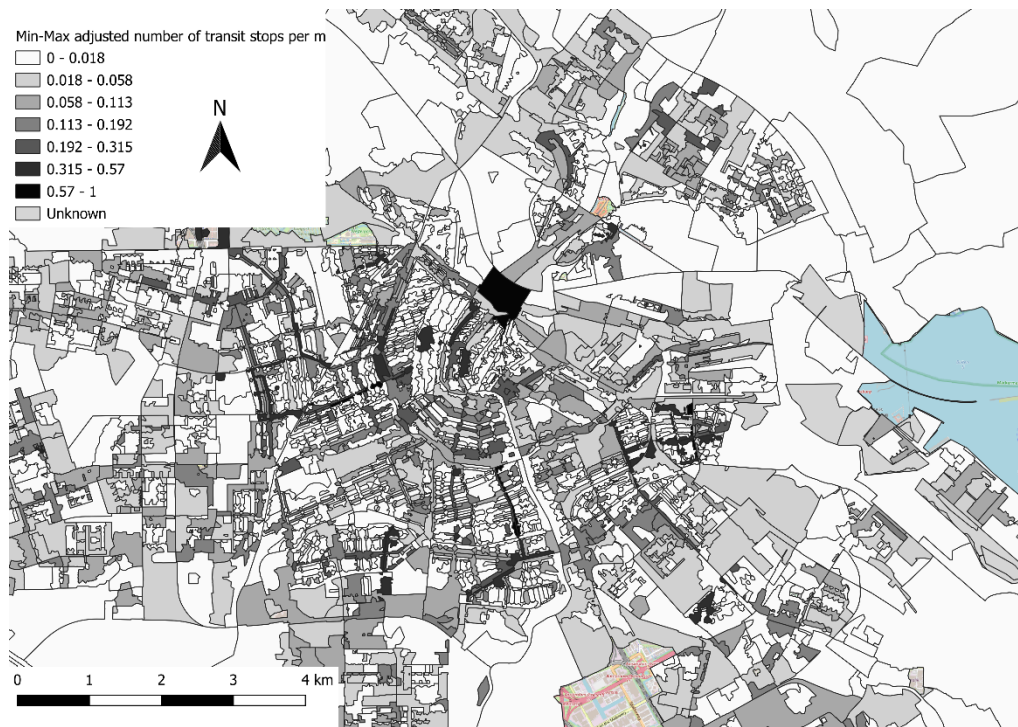 Min-Max adjusted number of transit stops per m
0 - 0.018
0.018 - 0.058
0.058 - 0.113
0.113 - 0.192
0.192 - 0.315
0.315 - 0.57
0.57 - 1
Unknown
N
0 1 2 3 4 km